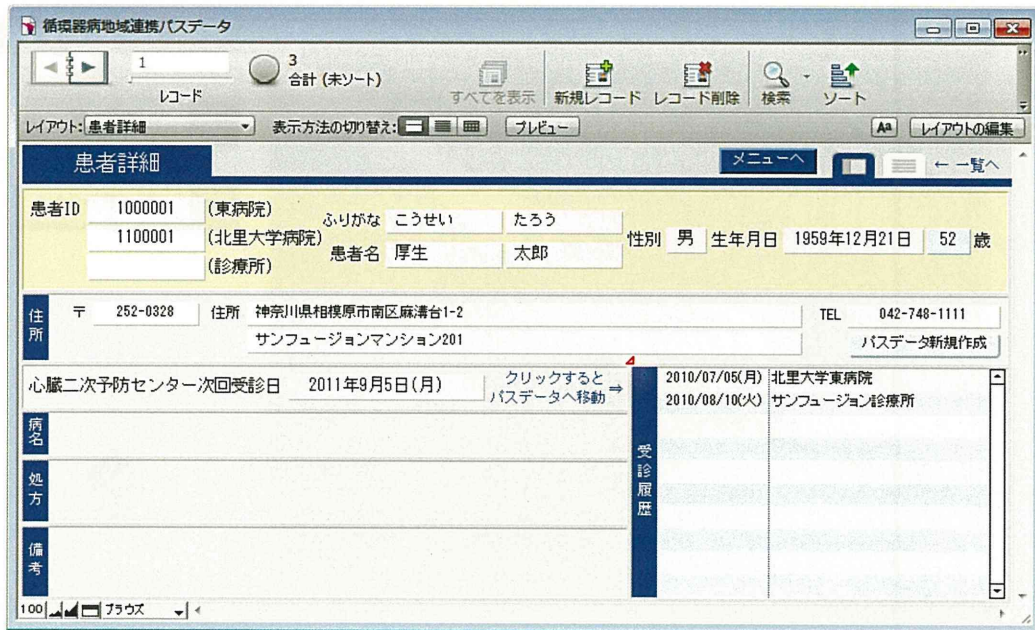 循環器病地域連携パスデータ
1
レコード
3
合計 (未ソート)
すべてを表示
新規レコード
レコード削除
検索
ソート
レイアウト: 患者詳細
表示方法の切り替え:
プレビュー
Aa
レイアウトの編集
患者詳細
メニューへ
← 一覧へ
患者ID 1000001 (東病院)
1100001 (北里大学病院)
(診療所)
ふりがな こうせい たろう
患者名 厚生 太郎
性別 男 生年月日 1959年12月21日 52 歳
住所
〒 252-0328 住所 神奈川県相模原市南区麻溝台1-2
サンフュージョンマンション201
TEL 042-748-1111
パスデータ新規作成
心臓二次予防センター次回受診日 2011年9月5日(月)
クリックすると
パスデータへ移動 ⇒
病名
処方
備考
受診履歴
2010/07/05(月) 北里大学東病院
2010/08/10(火) サンフュージョン診療所
100 ブラウズ